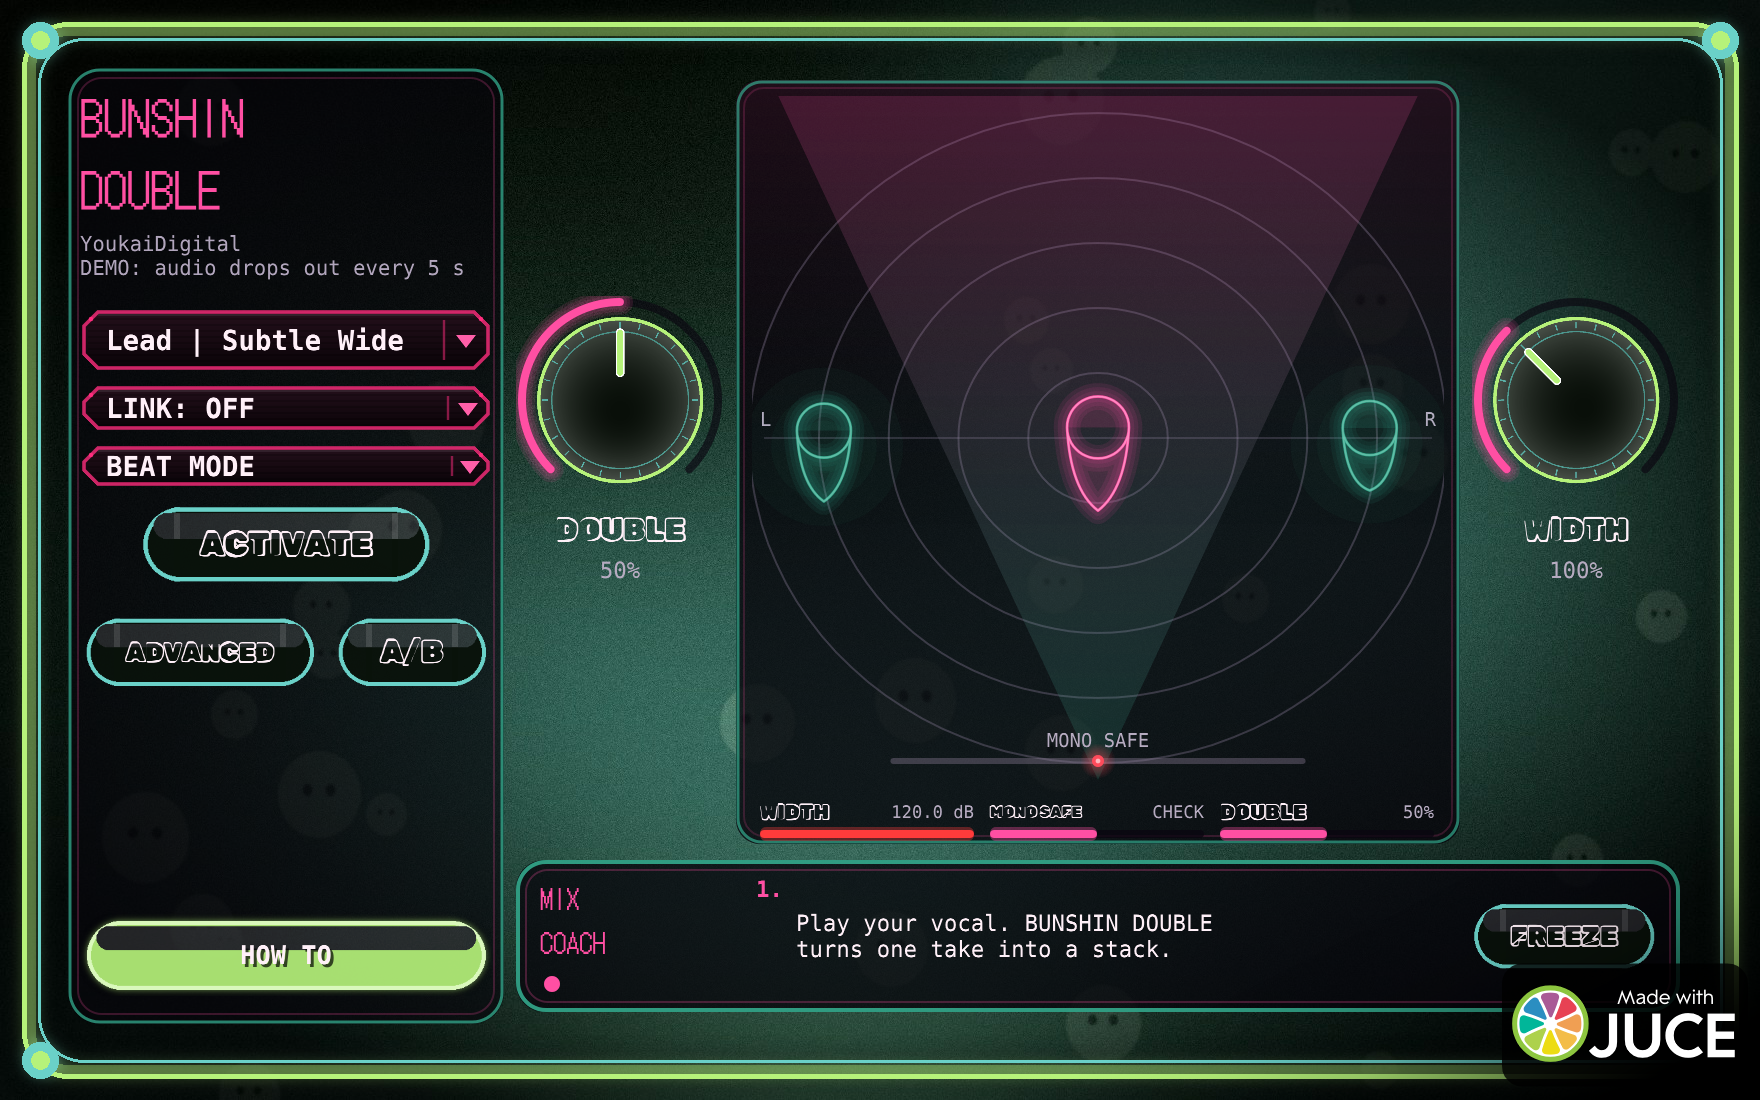 BUNSHIN
DOUBLE
YoukaiDigital
DEMO: audio drops out every 5 s
Lead | Subtle Wide
LINK: OFF
BEAT MODE
ACTIVATE
ADVANCED
A/B
HOW TO
DOUBLE
50%
L
R
MONO SAFE
WIDTH 120.0 dB
MONO SAFE CHECK
DOUBLE 50%
WIDTH
100%
MIX
COACH
1.
Play your vocal. BUNSHIN DOUBLE
turns one take into a stack.
FREEZE
Made with
JUCE